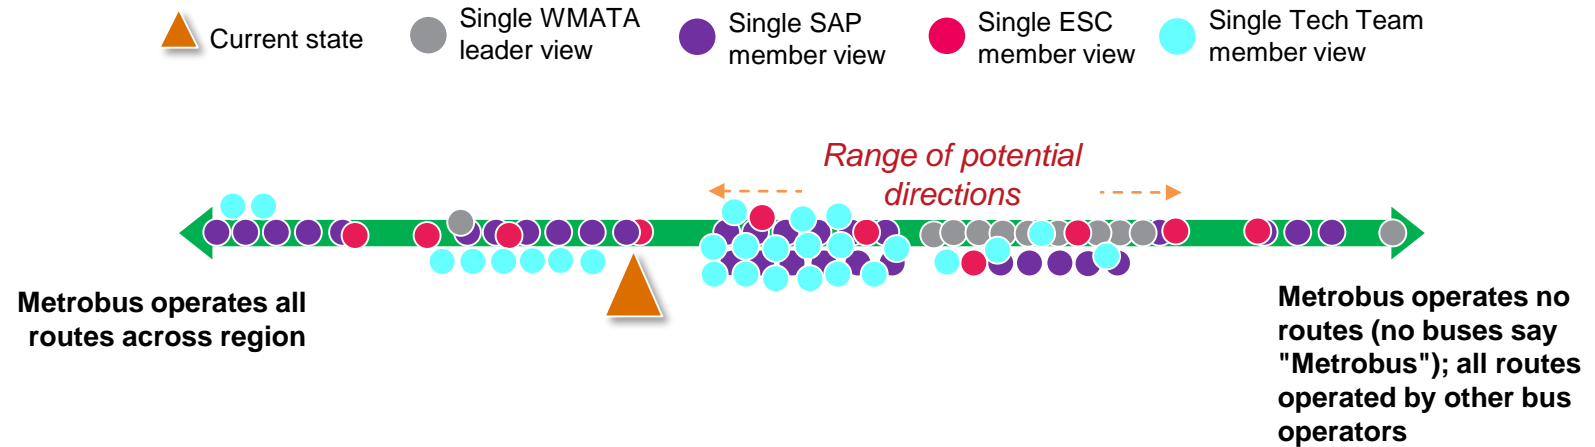 Current state
Single WMATA
leader view
Single SAP
member view
Single ESC
member view
Single Tech Team
member view
Range of potential
directions
Metrobus operates all
routes across region
Metrobus operates no
routes (no buses say
"Metrobus"); all routes
operated by other bus
operators